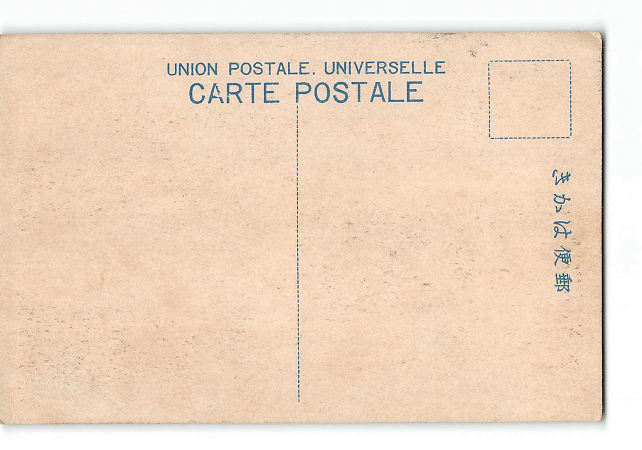 UNION POSTALE. UNIVERSELLE
CARTE POSTALE
きかは便郵